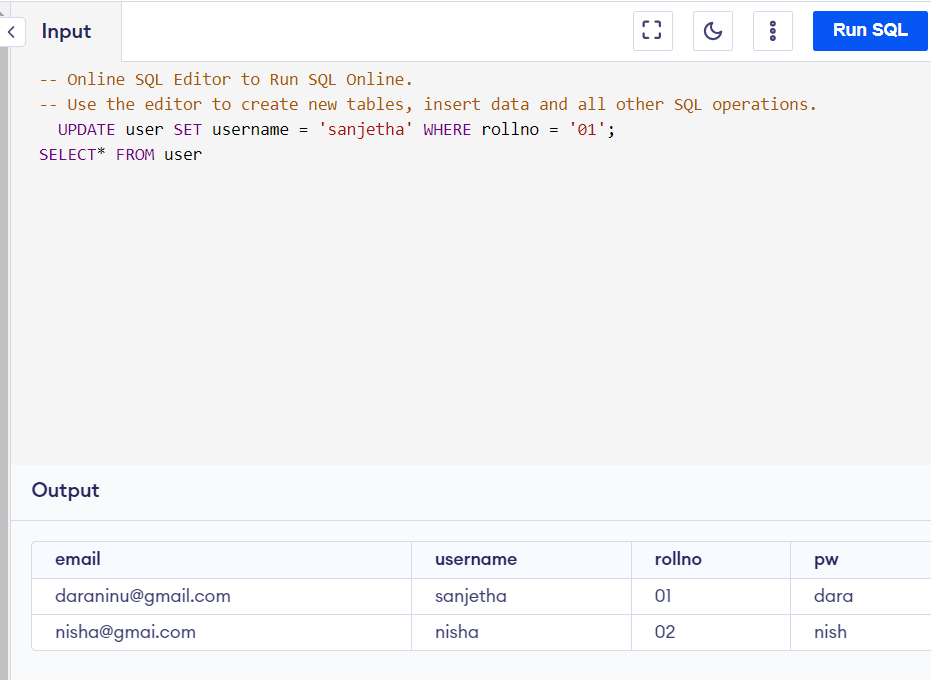 Input
Run SQL
-- Online SQL Editor to Run SQL Online.
-- Use the editor to create new tables, insert data and all other SQL operations.
UPDATE user SET username = 'sanjetha' WHERE rollno = '01';
SELECT* FROM user
Output
email username rollno pw
daraninu@gmail.com sanjetha 01 dara
nisha@gmai.com nisha 02 nish